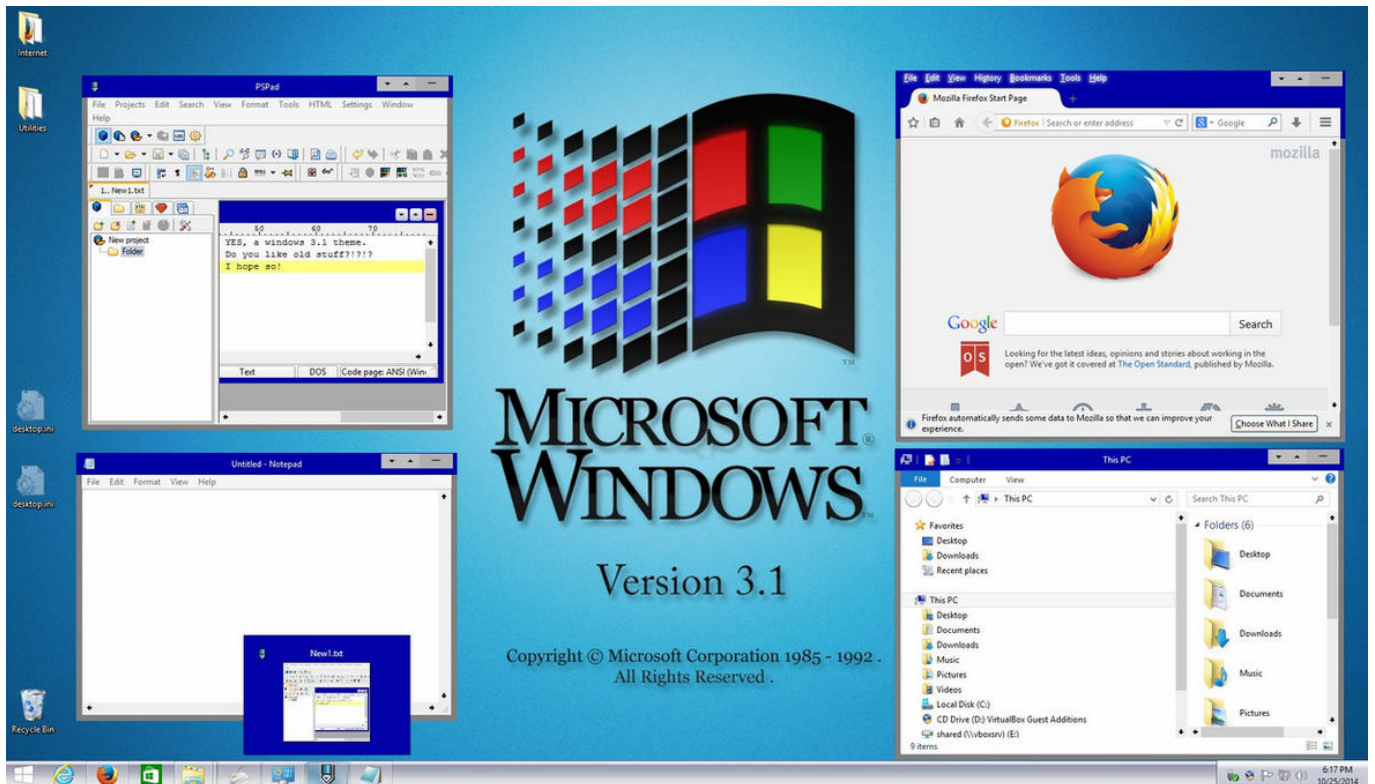 Internet
Utilities
desktop.ini
desktop.ini
Recycle Bin
PSPad
File Projects Edit Search View Format Tools HTML Settings Window
Help
1.. New1.txt
New project
Folder
50 60 70
YES, a windows 3.1 theme.
Do you like old stuff?!?!?
I hope so!
Text DOS Code page: ANSI (Win
Untitled - Notepad
File Edit Format View Help
New1.txt
MICROSOFT®
WINDOWS™
TM
Version 3.1
Copyright © Microsoft Corporation 1985 - 1992 .
All Rights Reserved .
File Edit View History Bookmarks Tools Help
Mozilla Firefox Start Page
Firefox Search or enter address
Google
mozilla
Google
Search
OS
Looking for the latest ideas, opinions and stories about working in the
open? We've got it covered at The Open Standard, published by Mozilla.
Firefox automatically sends some data to Mozilla so that we can improve your
experience.
Choose What I Share
This PC
File Computer View
This PC
Search This PC
Favorites
Desktop
Downloads
Recent places
This PC
Desktop
Documents
Downloads
Music
Pictures
Videos
Local Disk (C:)
CD Drive (D:) VirtualBox Guest Additions
shared (\\vboxsrv) (E:)
9 items
Folders (6)
Desktop
Documents
Downloads
Music
Pictures
6:17 PM
10/25/2014